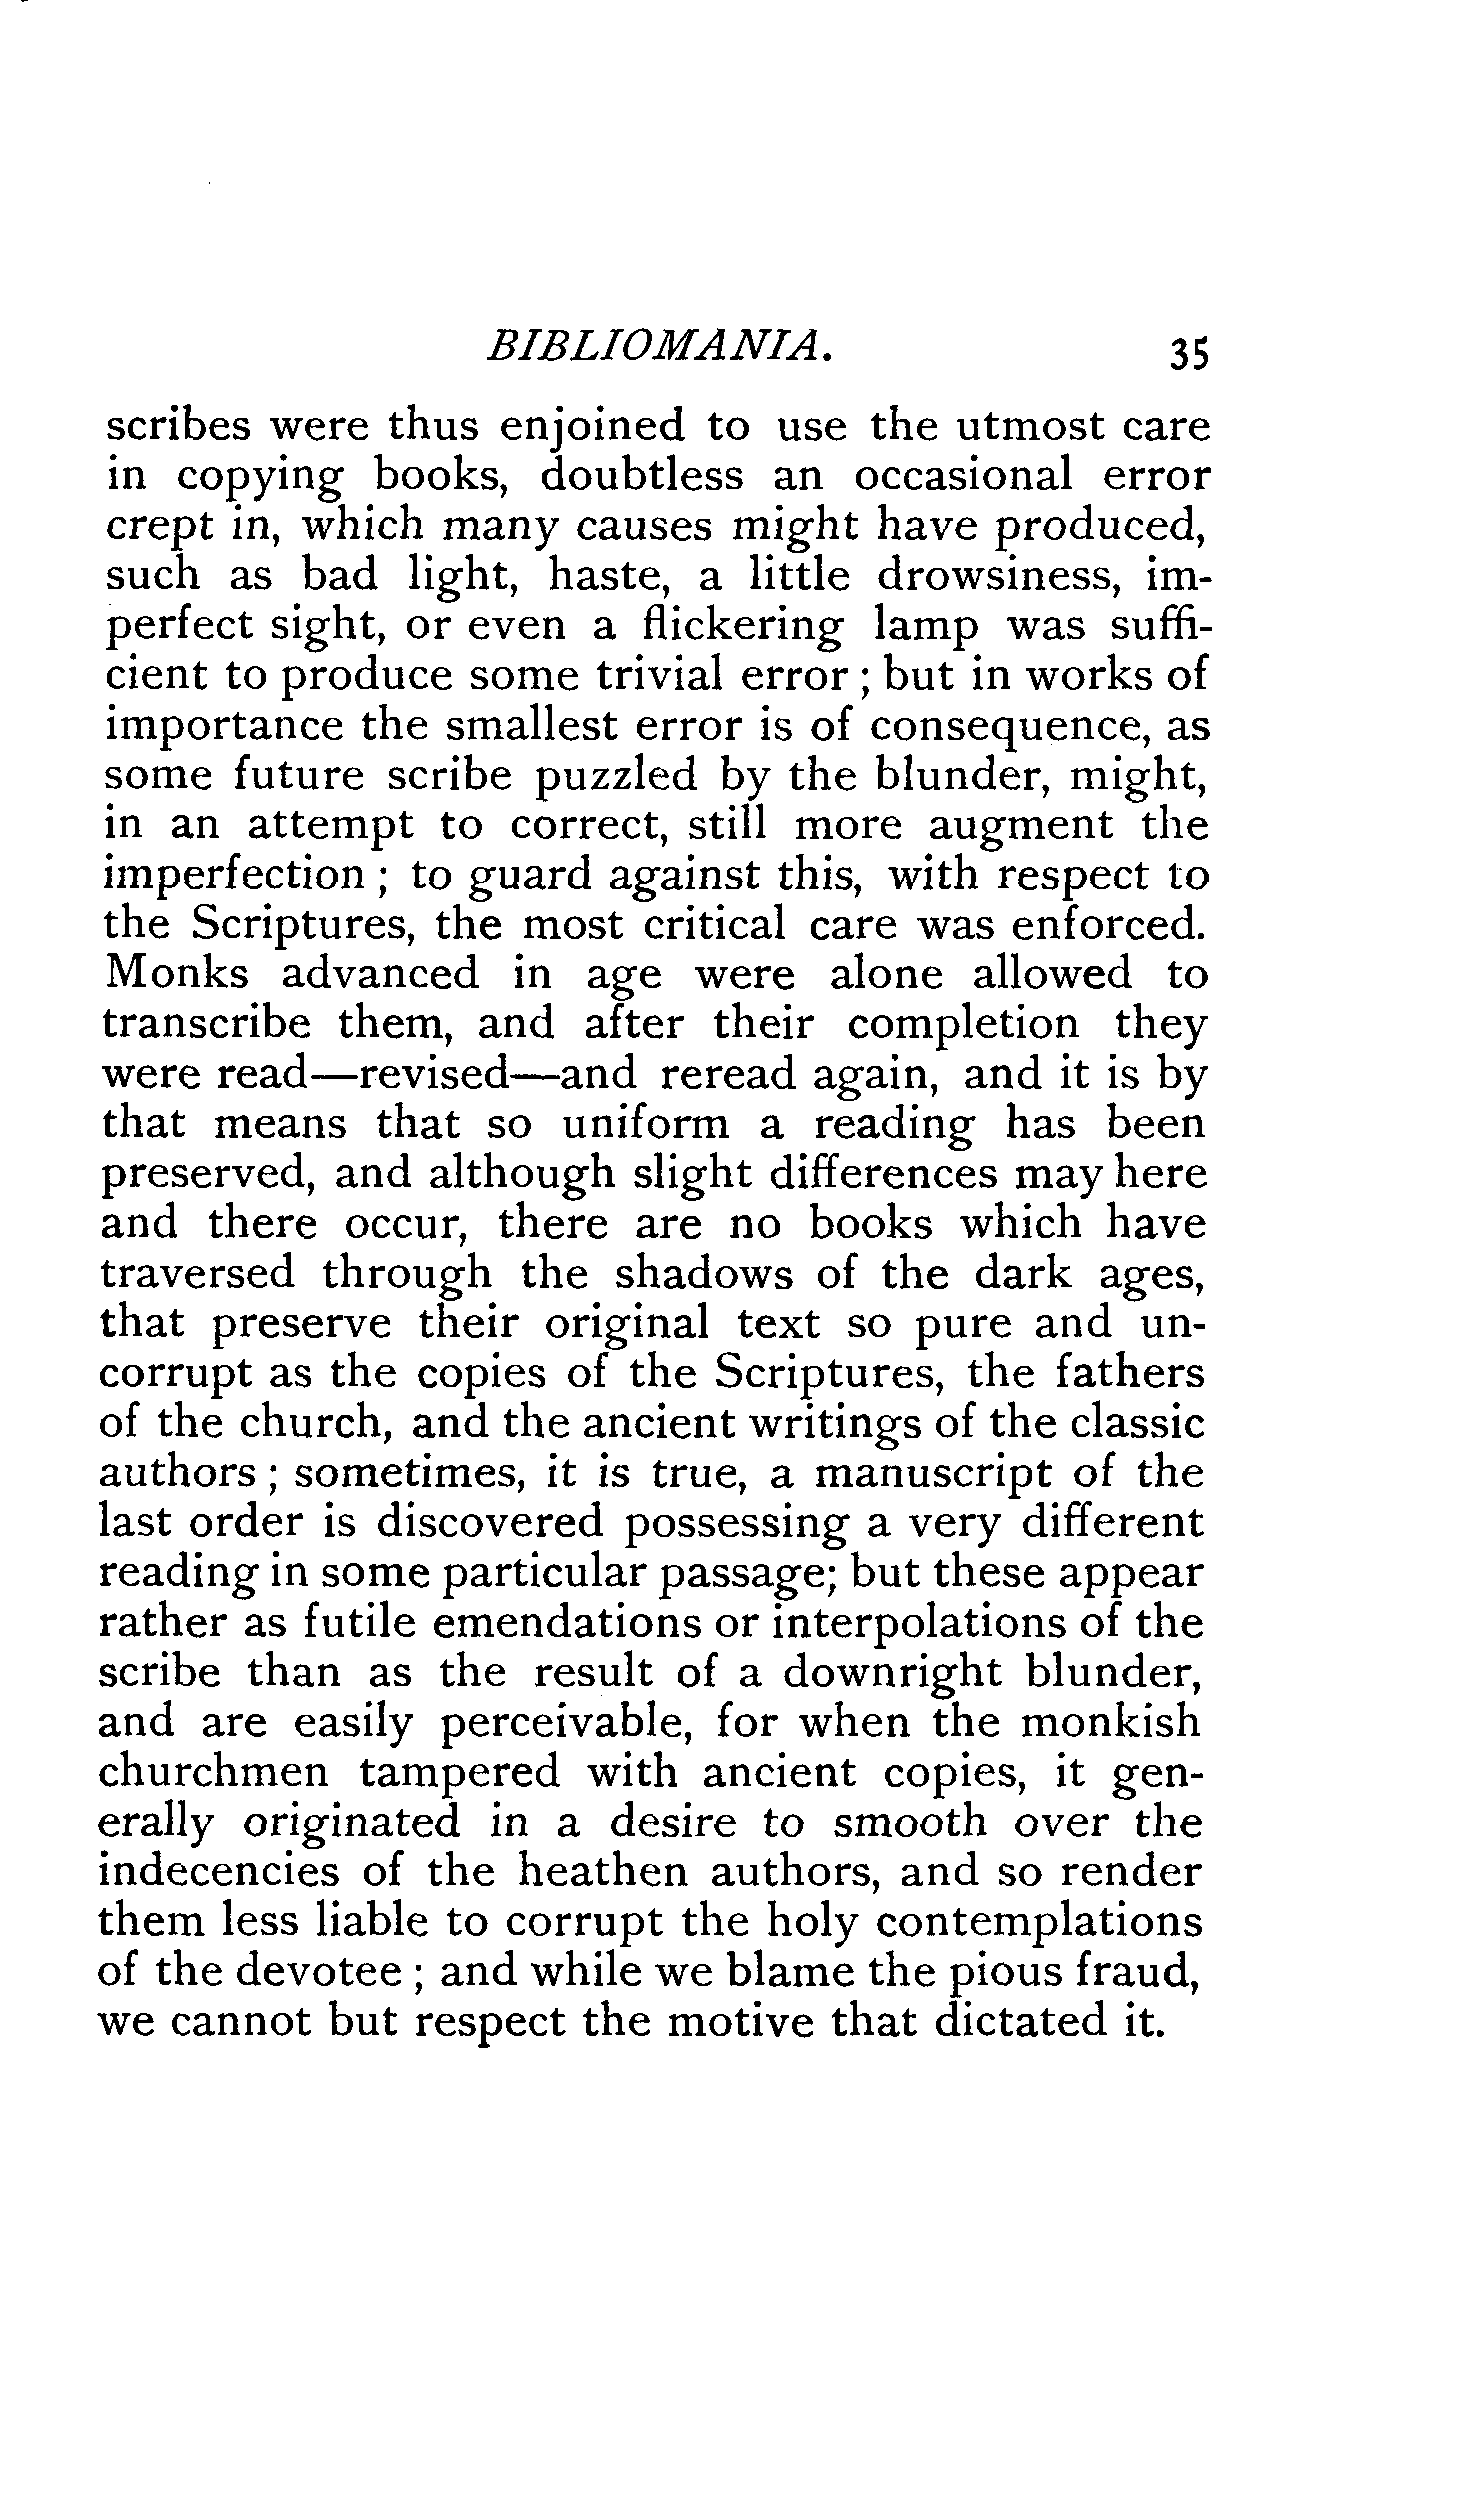 BIBLIOMANIA. 35
scribes were thus enjoined to use the utmost care
in copying books, doubtless an occasional error
crept in, which many causes might have produced,
such as bad light, haste, a little drowsiness, im-
perfect sight, or even a flickering lamp was suffi-
cient to produce some trivial error ; but in works of
importance the smallest error is of consequence, as
some future scribe puzzled by the blunder, might,
in an attempt to correct, still more augment the
imperfection ; to guard against this, with respect to
the Scriptures, the most critical care was enforced.
Monks advanced in age were alone allowed to
transcribe them, and after their completion they
were read—revised—and reread again, and it is by
that means that so uniform a reading has been
preserved, and although slight differences may here
and there occur, there are no books which have
traversed through the shadows of the dark ages,
that preserve their original text so pure and un-
corrupt as the copies of the Scriptures, the fathers
of the church, and the ancient writings of the classic
authors ; sometimes, it is true, a manuscript of the
last order is discovered possessing a very different
reading in some particular passage; but these appear
rather as futile emendations or interpolations of the
scribe than as the result of a downright blunder,
and are easily perceivable, for when the monkish
churchmen tampered with ancient copies, it gen-
erally originated in a desire to smooth over the
indecencies of the heathen authors, and so render
them less liable to corrupt the holy contemplations
of the devotee ; and while we blame the pious fraud,
we cannot but respect the motive that dictated it.